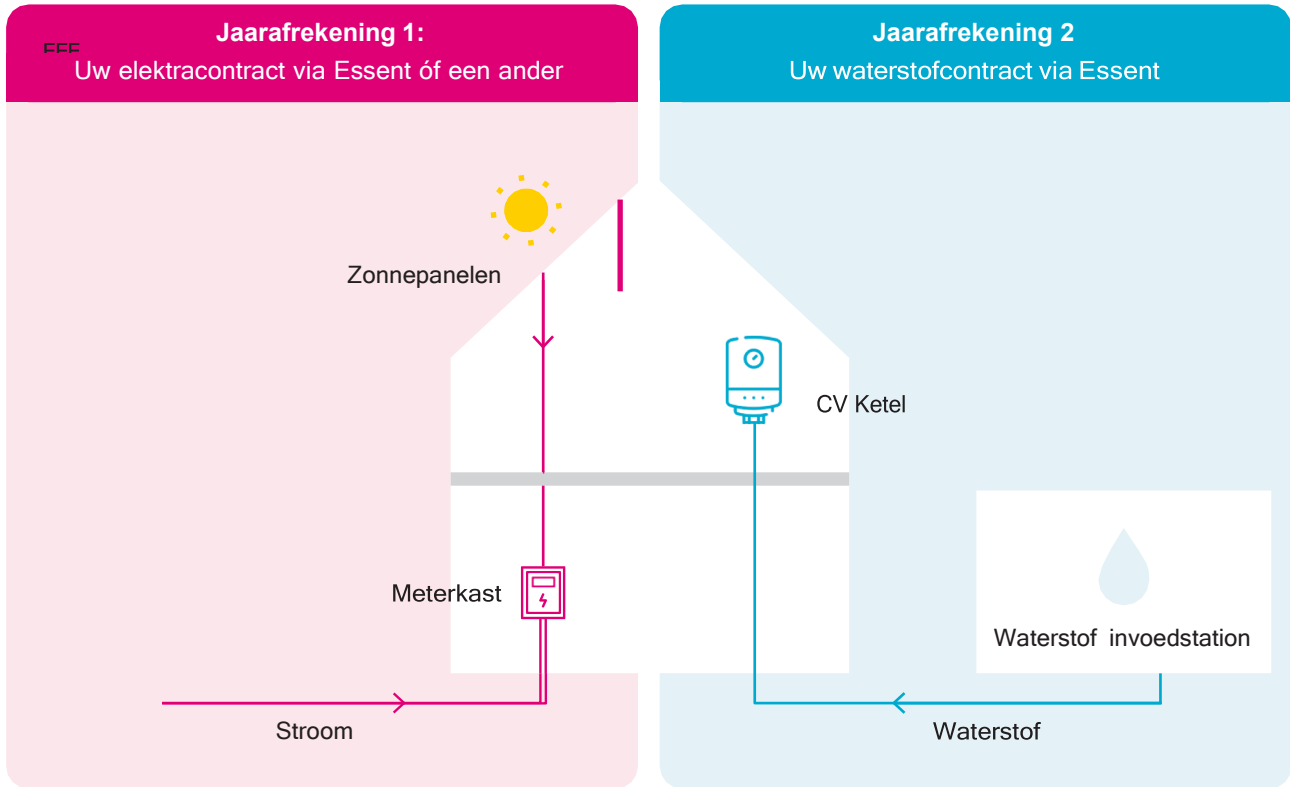 Jaarafrekening 1:
Uw elektracontract via Essent óf een ander
Zonnepanelen
Meterkast
Stroom
Jaarafrekening 2
Uw waterstofcontract via Essent
CV Ketel
Waterstof invoedstation
Waterstof